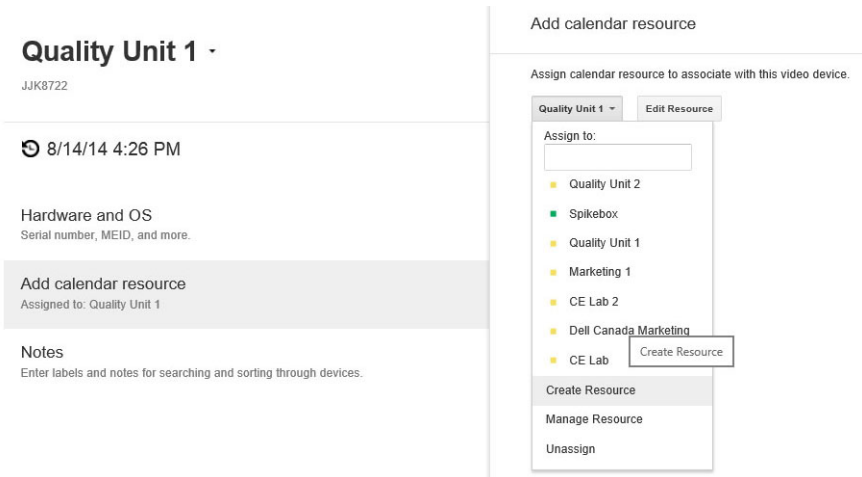 Quality Unit 1
JJK8722
8/14/14 4:26 PM
Hardware and OS
Serial number, MEID, and more.
Add calendar resource
Assigned to: Quality Unit 1
Notes
Enter labels and notes for searching and sorting through devices.
Add calendar resource
Assign calendar resource to associate with this video device.
Quality Unit 1
Edit Resource
Assign to:
Quality Unit 2
Spikebox
Quality Unit 1
Marketing 1
CE Lab 2
Dell Canada Marketing
CE Lab
Create Resource
Create Resource
Manage Resource
Unassign